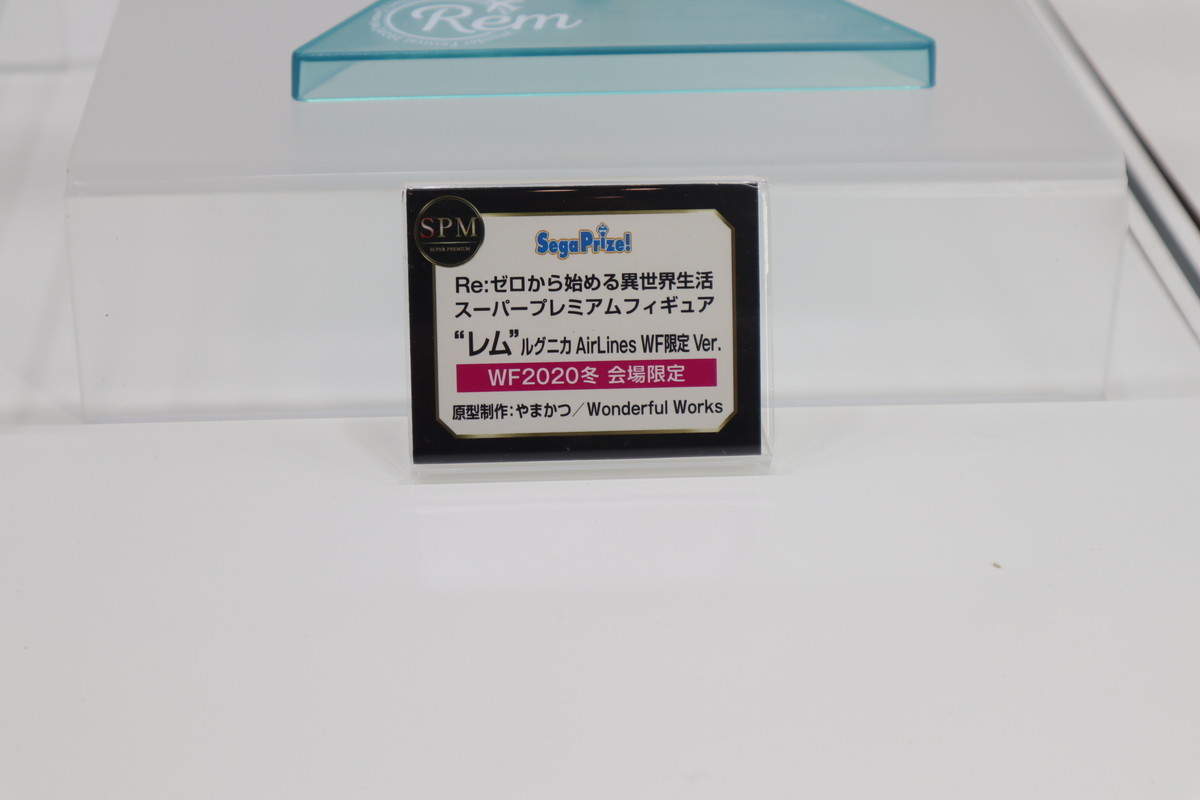 Rem
SPM
SUPER PREMIUM
SegaPrize!
Re:ゼロから始める異世界生活
スーパープレミアムフィギュア
“レム”ルグニカ AirLines WF限定 Ver.
WF2020冬 会場限定
原型制作:やまかつ/Wonderful Works